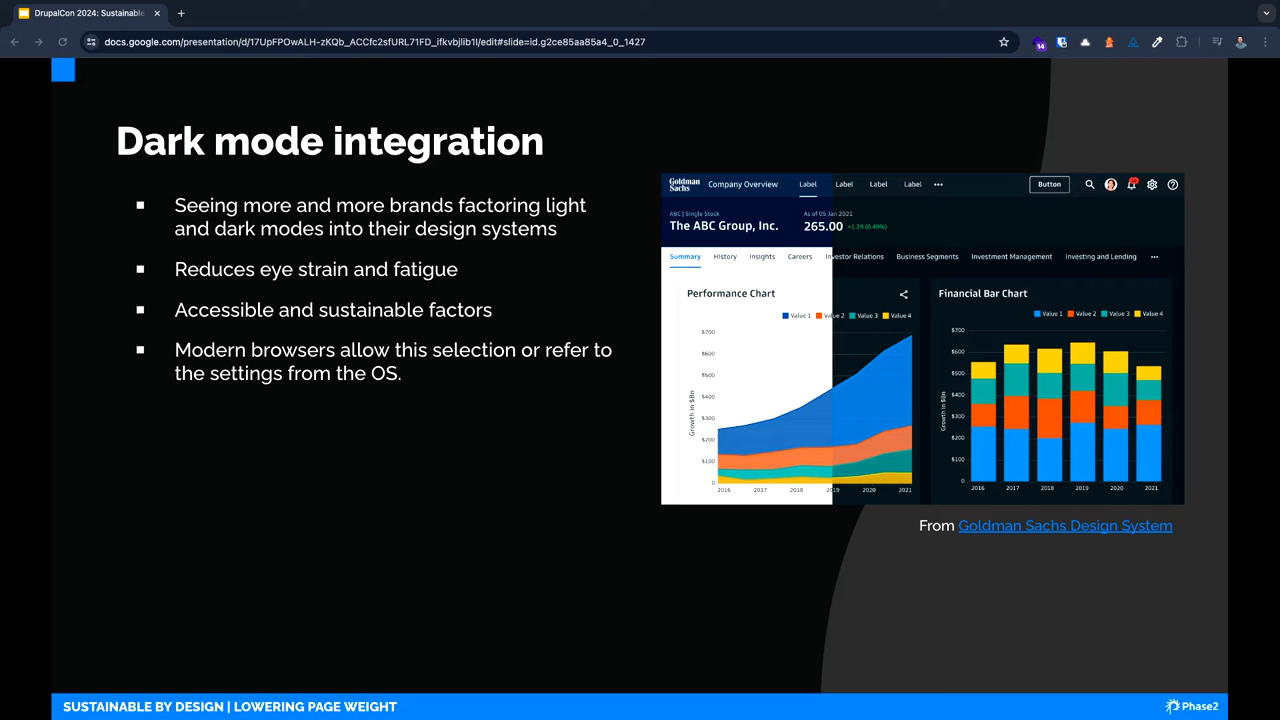 DrupalCon 2024: Sustainable
docs.google.com/presentation/d/17UpFPOwALH-zKQb_ACCfc2sfURL71FD_ifkvbjlib1I/edit#slide=id.g2ce85aa85a4_0_1427
14
Dark mode integration
Seeing more and more brands factoring light
and dark modes into their design systems
Reduces eye strain and fatigue
Accessible and sustainable factors
Modern browsers allow this selection or refer to
the settings from the OS.
Goldman
Sachs
Company Overview
Label
Label
Label
Label
Button
ABC | Single Stock
The ABC Group, Inc.
As of 05 Jan 2021
265.00 +1.29 (0.49%)
Summary
History
Insights
Careers
Investor Relations
Business Segments
Investment Management
Investing and Lending
Performance Chart
Value 1
Value 2
Value 3
Value 4
$700
$600
$500
$400
$300
$200
$100
0
Growth in $Bn
2016
2017
2018
2019
2020
2021
Financial Bar Chart
Value 1
Value 2
Value 3
Value 4
$700
$600
$500
$400
$300
$200
$100
0
Growth in $Bn
2016
2017
2018
2019
2020
2021
From Goldman Sachs Design System
SUSTAINABLE BY DESIGN | LOWERING PAGE WEIGHT
Phase2